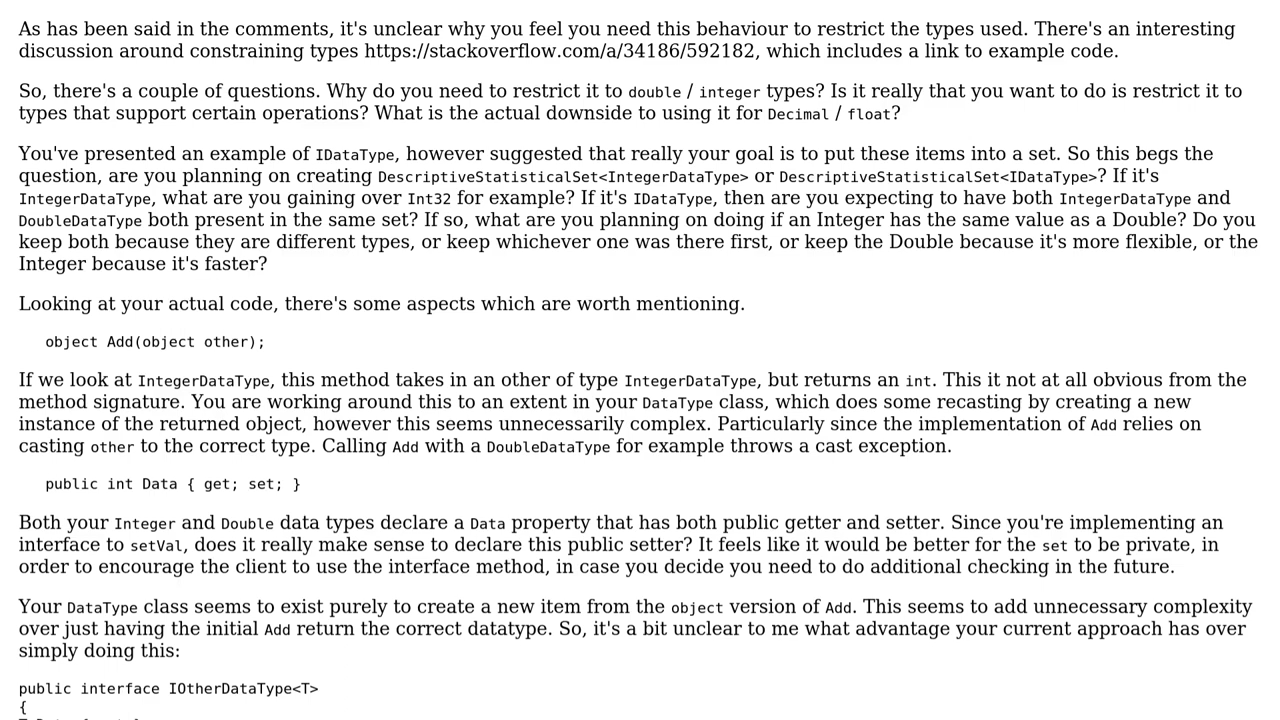 As has been said in the comments, it's unclear why you feel you need this behaviour to restrict the types used. There's an interesting
discussion around constraining types https://stackoverflow.com/a/34186/592182, which includes a link to example code.
So, there's a couple of questions. Why do you need to restrict it to double / integer types? Is it really that you want to do is restrict it to
types that support certain operations? What is the actual downside to using it for Decimal / float?
You've presented an example of IDataType, however suggested that really your goal is to put these items into a set. So this begs the
question, are you planning on creating DescriptiveStatisticalSet<IntegerDataType> or DescriptiveStatisticalSet<IDataType>? If it's
IntegerDataType, what are you gaining over Int32 for example? If it's IDataType, then are you expecting to have both IntegerDataType and
DoubleDataType both present in the same set? If so, what are you planning on doing if an Integer has the same value as a Double? Do you
keep both because they are different types, or keep whichever one was there first, or keep the Double because it's more flexible, or the
Integer because it's faster?
Looking at your actual code, there's some aspects which are worth mentioning.
object Add(object other);
If we look at IntegerDataType, this method takes in an other of type IntegerDataType, but returns an int. This it not at all obvious from the
method signature. You are working around this to an extent in your DataType class, which does some recasting by creating a new
instance of the returned object, however this seems unnecessarily complex. Particularly since the implementation of Add relies on
casting other to the correct type. Calling Add with a DoubleDataType for example throws a cast exception.
public int Data { get; set; }
Both your Integer and Double data types declare a Data property that has both public getter and setter. Since you're implementing an
interface to setVal, does it really make sense to declare this public setter? It feels like it would be better for the set to be private, in
order to encourage the client to use the interface method, in case you decide you need to do additional checking in the future.
Your DataType class seems to exist purely to create a new item from the object version of Add. This seems to add unnecessary complexity
over just having the initial Add return the correct datatype. So, it's a bit unclear to me what advantage your current approach has over
simply doing this:
public interface IOtherDataType<T>
{